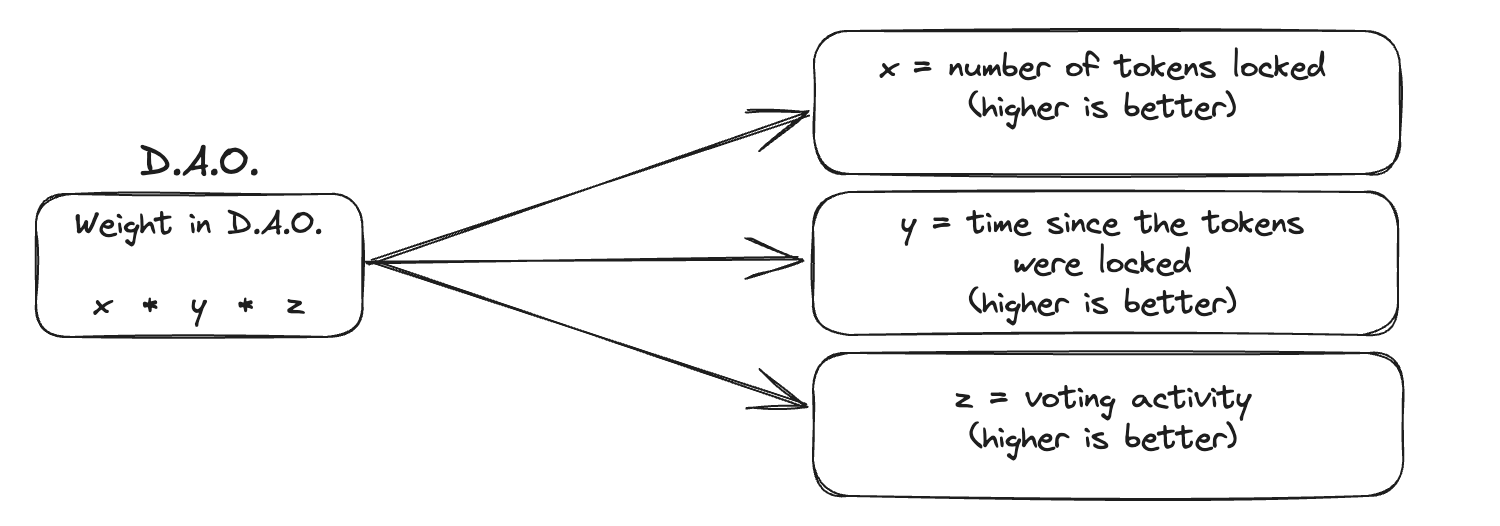 D.A.O.
Weight in D.A.O.
x * y * z
x = number of tokens locked
(higher is better)
y = time since the tokens
were locked
(higher is better)
z = voting activity
(higher is better)